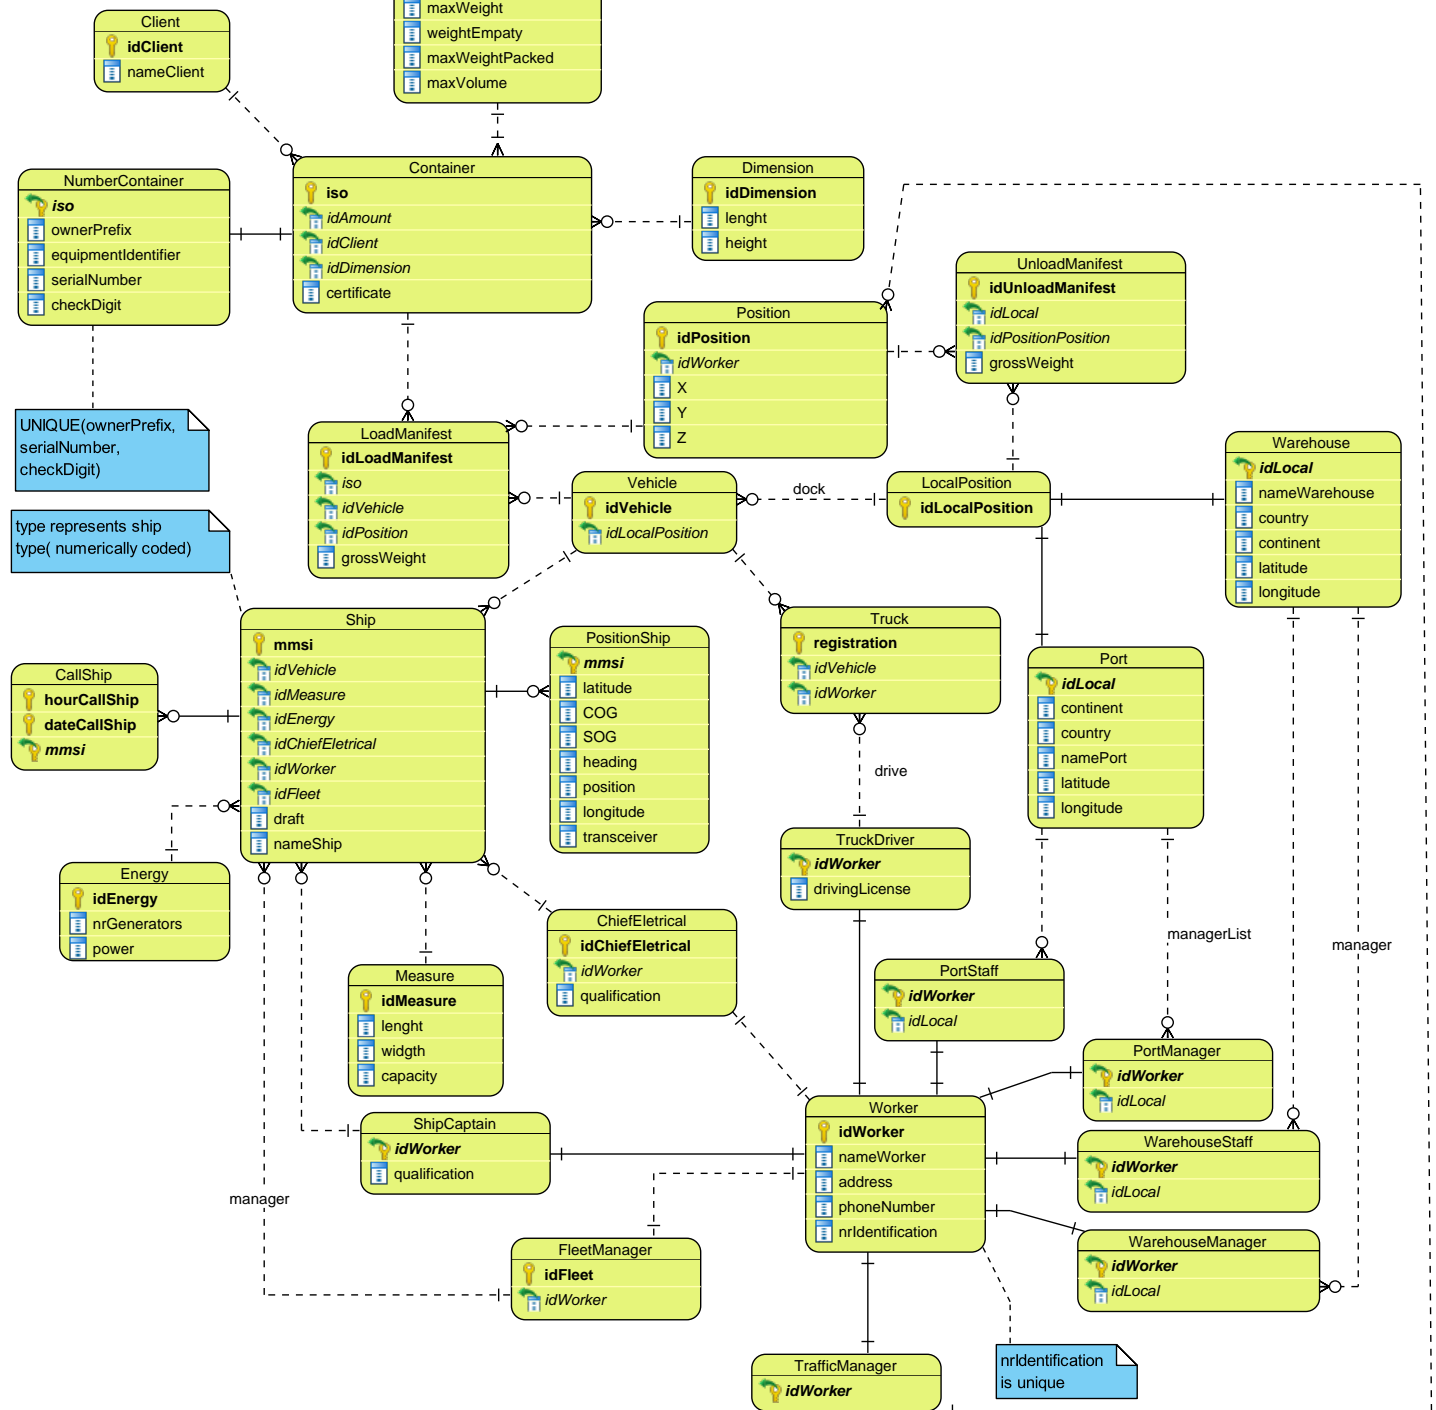 maxWeight
weightEmpaty
maxWeightPacked
maxVolume
Client
idClient
nameClient
NumberContainer
iso
ownerPrefix
equipmentIdentifier
serialNumber
checkDigit
Container
iso
idAmount
idClient
idDimension
certificate
Dimension
idDimension
lenght
height
UnloadManifest
idUnloadManifest
idLocal
idPositionPosition
grossWeight
Position
idPosition
idWorker
X
Y
Z
UNIQUE(ownerPrefix,
serialNumber,
checkDigit)
LoadManifest
idLoadManifest
iso
idVehicle
idPosition
grossWeight
Vehicle
idVehicle
idLocalPosition
dock
LocalPosition
idLocalPosition
Warehouse
idLocal
nameWarehouse
country
continent
latitude
longitude
type represents ship
type( numerically coded)
Ship
mmsi
idVehicle
idMeasure
idEnergy
idChiefEletrical
idWorker
idFleet
draft
nameShip
PositionShip
mmsi
latitude
COG
SOG
heading
position
longitude
transceiver
Truck
registration
idVehicle
idWorker
Port
idLocal
continent
country
namePort
latitude
longitude
CallShip
hourCallShip
dateCallShip
mmsi
drive
TruckDriver
idWorker
drivingLicense
Energy
idEnergy
nrGenerators
power
ChiefEletrical
idChiefEletrical
idWorker
qualification
managerList
manager
Measure
idMeasure
lenght
widgth
capacity
PortStaff
idWorker
idLocal
PortManager
idWorker
idLocal
ShipCaptain
idWorker
qualification
Worker
idWorker
nameWorker
address
phoneNumber
nrIdentification
WarehouseStaff
idWorker
idLocal
manager
FleetManager
idFleet
idWorker
WarehouseManager
idWorker
idLocal
TrafficManager
idWorker
nrIdentification
is unique